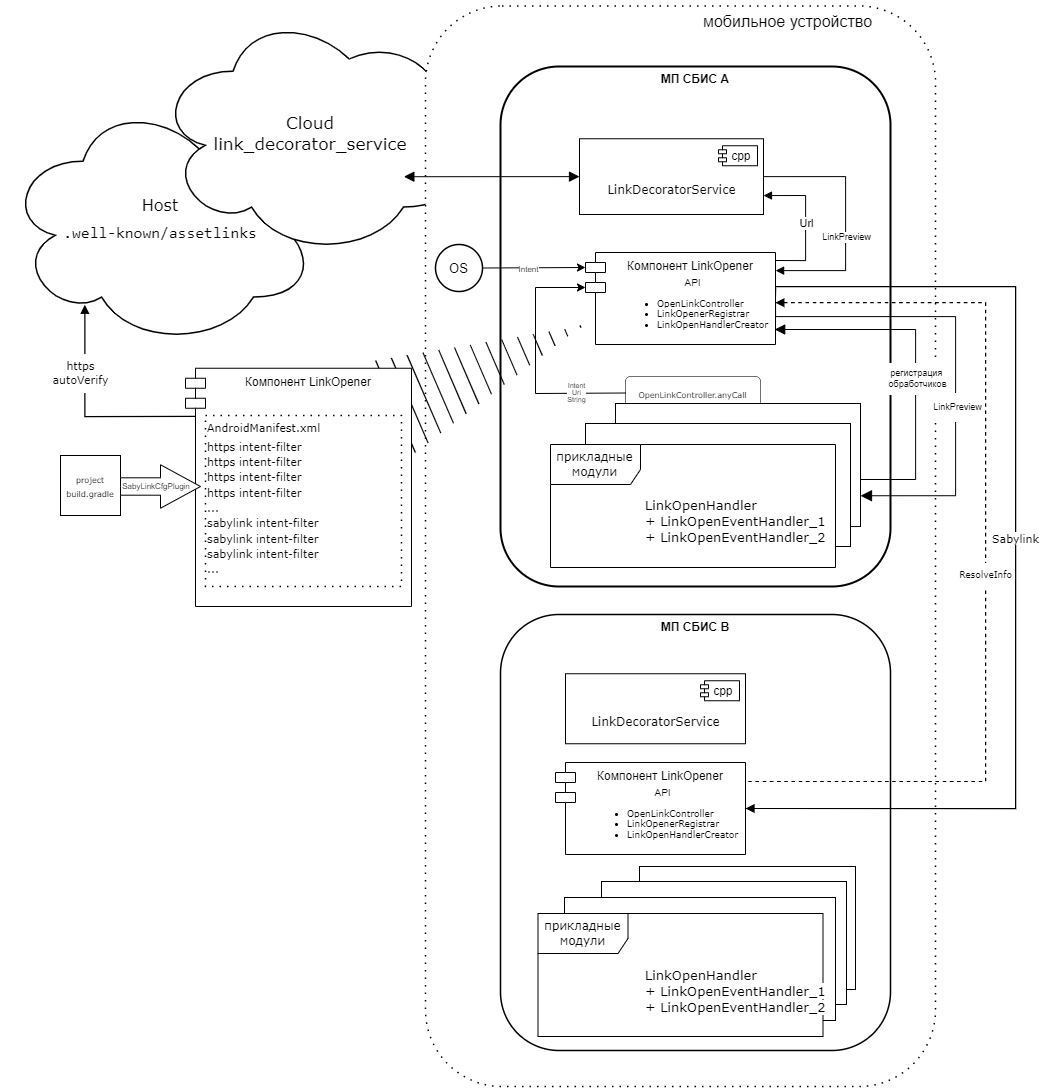 мобильное устройство
МП СБИС A
Cloud
link_decorator_service
cpp
LinkDecoratorService
Host
.well-known/assetlinks
Url
LinkPreview
OS
Intent
Компонент LinkOpener
API
• OpenLinkController
• LinkOpenerRegistrar
• LinkOpenHandlerCreator
https
autoVerify
Компонент LinkOpener
регистрация
обработчиков
Intent
Uri
String
OpenLinkController.anyCall
LinkPreview
AndroidManifest.xml
https intent-filter
https intent-filter
https intent-filter
https intent-filter
...
sabylink intent-filter
sabylink intent-filter
sabylink intent-filter
...
project
build.gradle
SabyLinkCfgPlugin
прикладные
модули
LinkOpenHandler
+ LinkOpenEventHandler_1
+ LinkOpenEventHandler_2
Sabylink
ResolveInfo
МП СБИС B
cpp
LinkDecoratorService
Компонент LinkOpener
API
• OpenLinkController
• LinkOpenerRegistrar
• LinkOpenHandlerCreator
прикладные
модули
LinkOpenHandler
+ LinkOpenEventHandler_1
+ LinkOpenEventHandler_2